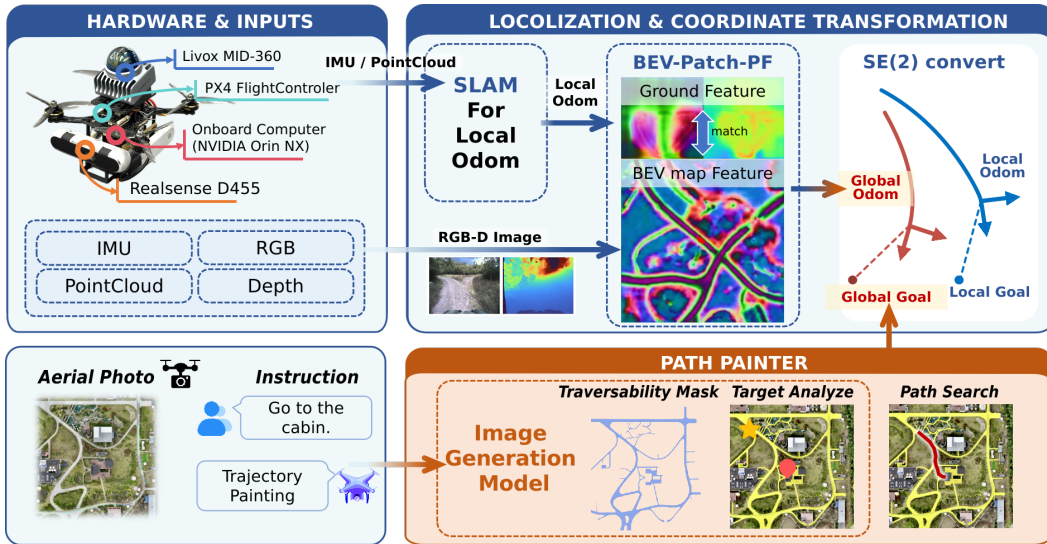 HARDWARE & INPUTS
Livox MID-360
PX4 FlightControler
Onboard Computer
(NVIDIA Orin NX)
Realsense D455
IMU
RGB
PointCloud
Depth
LOCOLIZATION & COORDINATE TRANSFORMATION
IMU / PointCloud
SLAM
For
Local
Odom
Local
Odom
RGB-D Image
BEV-Patch-PF
Ground Feature
match
BEV map Feature
SE(2) convert
Global
Odom
Local
Odom
Global Goal
Local Goal
Aerial Photo
Instruction
Go to the
cabin.
Trajectory
Painting
PATH PAINTER
Image
Generation
Model
Traversability Mask
Target Analyze
Path Search